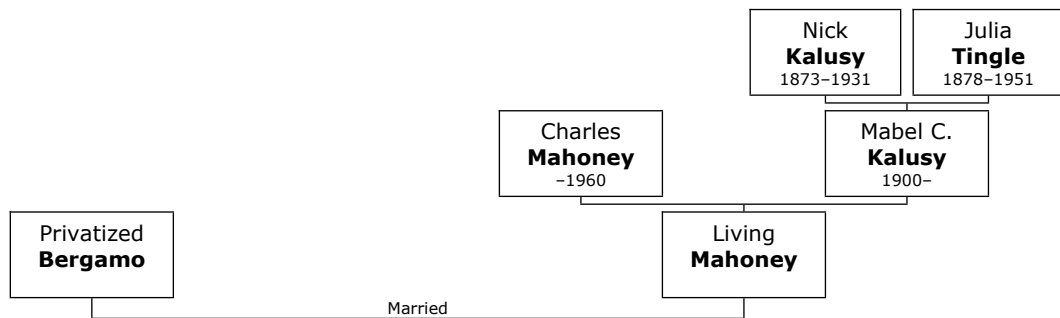 Nick
Kalusy
1873–1931
Julia
Tingle
1878–1951
Charles
Mahoney
–1960
Mabel C.
Kalusy
1900–
Privatized
Bergamo
Living
Mahoney
Married